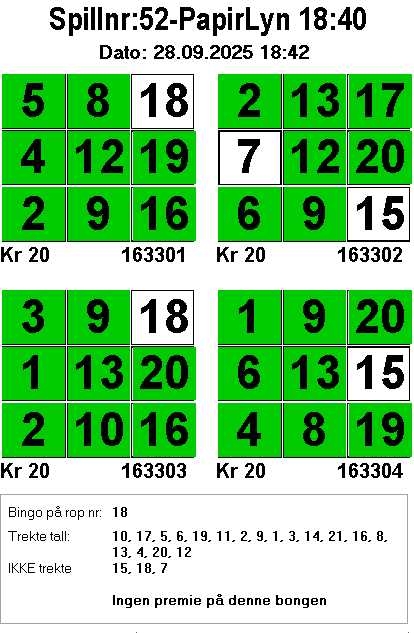 Spillnr:52-PapirLyn 18:40
Dato: 28.09.2025 18:42
5 8 18
4 12 19
2 9 16
Kr 20 163301
2 13 17
7 12 20
6 9 15
Kr 20 163302
3 9 18
1 13 20
2 10 16
Kr 20 163303
1 9 20
6 13 15
4 8 19
Kr 20 163304
Bingo på rop nr: 18
Trekte tall: 10, 17, 5, 6, 19, 11, 2, 9, 1, 3, 14, 21, 16, 8,
13, 4, 20, 12
IKKE trekte 15, 18, 7
Ingen premie på denne bongen